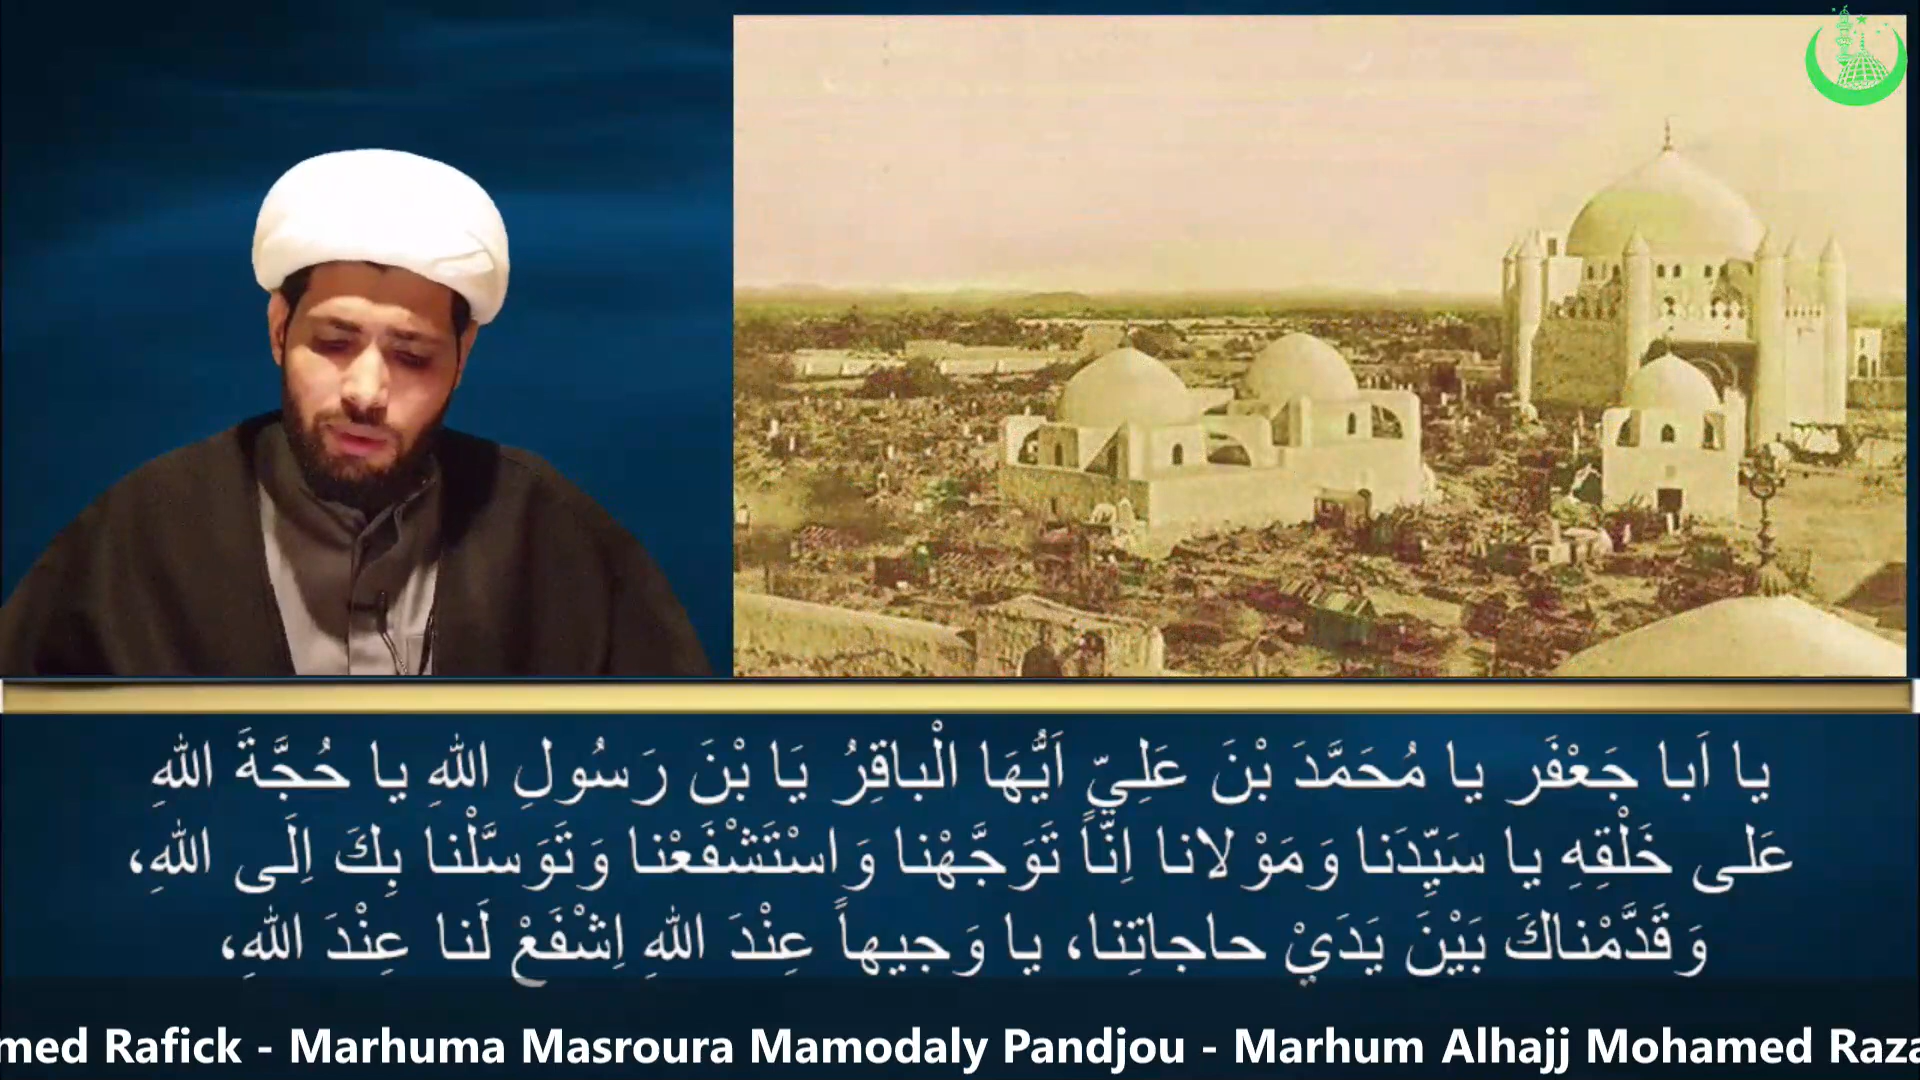 يا اَبا جَعْفَر يا مُحَمَّدَ بْنَ عَلِيّ اَيُّهَا الْباقِرُ يَا بْنَ رَسُولِ اللهِ يا حُجَّةَ اللهِ
عَلى خَلْقِهِ يا سَيِّدَنا وَمَوْلانا اِنّاً تَوَجَّهْنا وَاسْتَشْفَعْنا وَتَوَسَّلْنا بِكَ اِلَى اللهِ،
وَقَدَّمْناكَ بَيْنَ يَدَيْ حاجاتِنا، يا وَجيهاً عِنْدَ اللهِ اِشْفَعْ لَنا عِنْدَ اللهِ،
med Rafick - Marhuma Masroura Mamodaly Pandjou - Marhum Alhajj Mohamed Raza